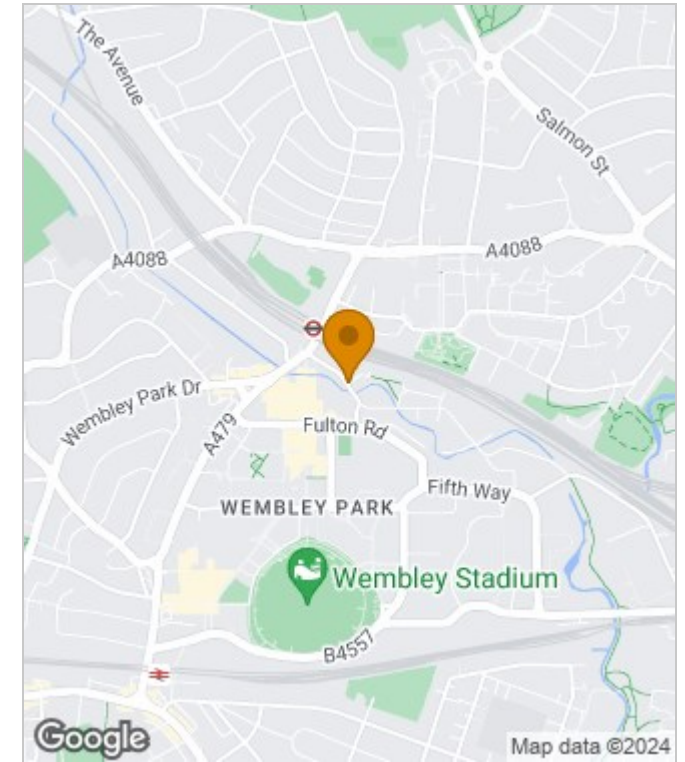 The Avenue
Salmon St
A4088
A4088
Wembley Park Dr
A479
Fulton Rd
Fifth Way
WEMBLEY PARK
Wembley Stadium
B4557
Google
Map data ©2024